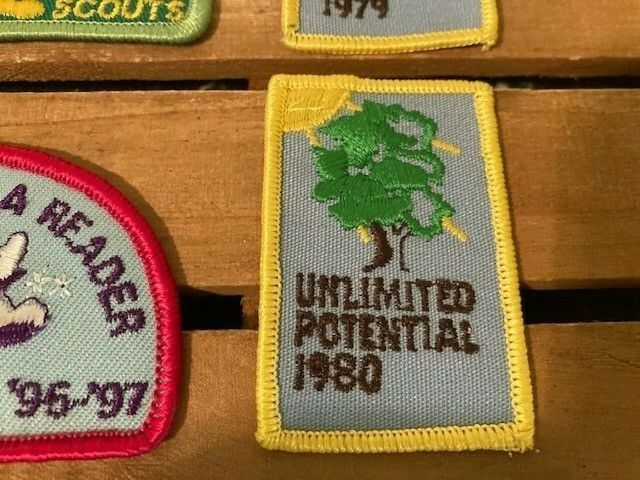 SCOUTS
1979
A READER
'96-'97
UNLIMITED
POTENTIAL
1980